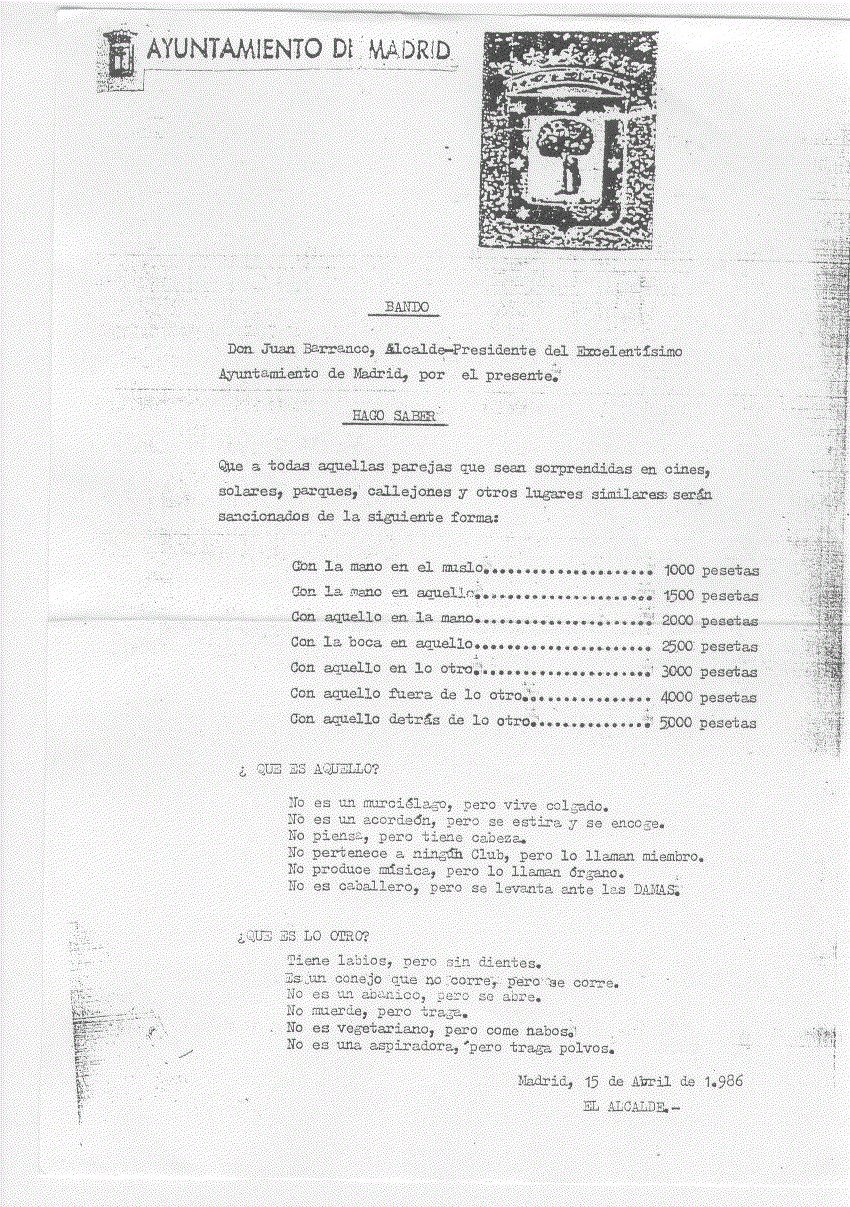 AYUNTAMIENTO DE MADRID
BANDO
Don Juan Barranco, Alcalde-Presidente del Excelentísimo
Ayuntamiento de Madrid, por el presente.
HAGO SABER
Que a todas aquellas parejas que sean sorprendidas en cines,
solares, parques, callejones y otros lugares similares serán
sancionados de la siguiente forma:
Con la mano en el muslo...................... 1000 pesetas
Con la mano en aquello....................... 1500 pesetas
Con aquello en la mano....................... 2000 pesetas
Con la boca en aquello....................... 2500 pesetas
Con aquello en lo otro....................... 3000 pesetas
Con aquello fuera de lo otro................. 4000 pesetas
Con aquello detrás de lo otro................ 5000 pesetas
¿ QUE ES AQUELLO?
No es un murciélago, pero vive colgado.
No es un acordeón, pero se estira y se encoge.
No piensa, pero tiene cabeza.
No pertenece a ningún Club, pero lo llaman miembro.
No produce música, pero lo llaman órgano.
No es caballero, pero se levanta ante las DAMAS.
¿QUE ES LO OTRO?
Tiene labios, pero sin dientes.
Es un conejo que no corre, pero se corre.
No es un abanico, pero se abre.
No muerde, pero traga.
No es vegetariano, pero come nabos.
No es una aspiradora, pero traga polvos.
Madrid, 15 de Abril de 1.986
EL ALCALDE.-